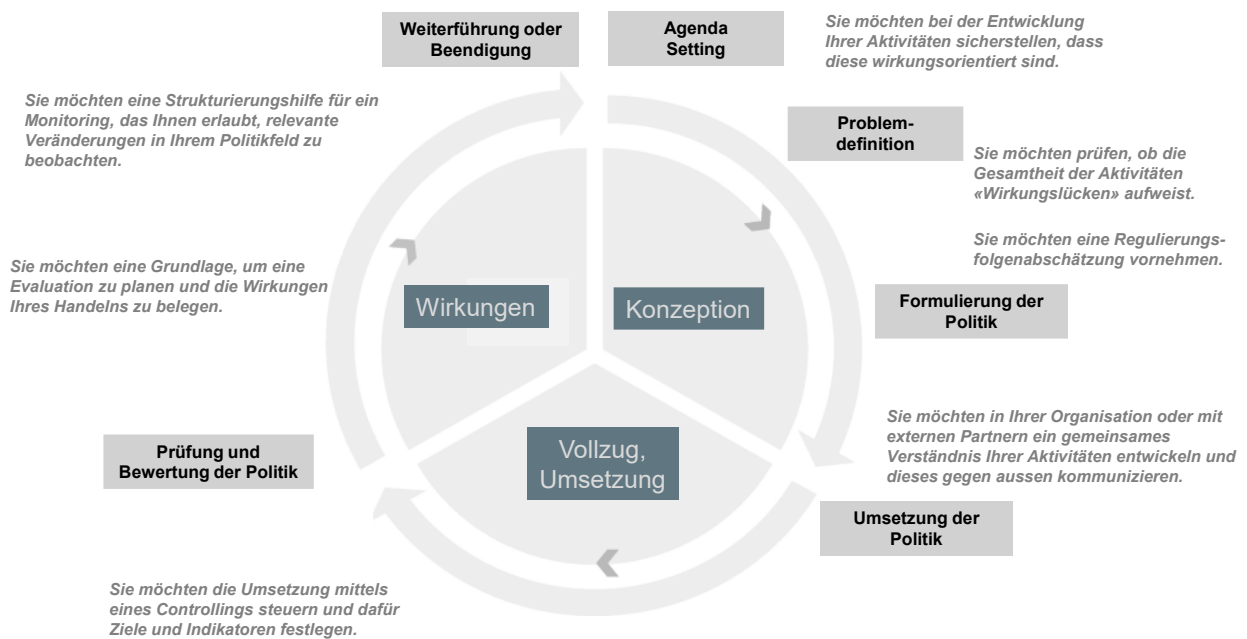 Weiterführung oder
Beendigung
Agenda
Setting
Sie möchten bei der Entwicklung
Ihrer Aktivitäten sicherstellen, dass
diese wirkungsorientiert sind.
Sie möchten eine Strukturierungshilfe für ein
Monitoring, das Ihnen erlaubt, relevante
Veränderungen in Ihrem Politikfeld zu
beobachten.
Problem-
definition
Sie möchten prüfen, ob die
Gesamtheit der Aktivitäten
«Wirkungslücken» aufweist.
Sie möchten eine Regulierungs-
folgenabschätzung vornehmen.
Sie möchten eine Grundlage, um eine
Evaluation zu planen und die Wirkungen
Ihres Handelns zu belegen.
Wirkungen
Konzeption
Formulierung der
Politik
Sie möchten in Ihrer Organisation oder mit
externen Partnern ein gemeinsames
Verständnis Ihrer Aktivitäten entwickeln und
dieses gegen aussen kommunizieren.
Prüfung und
Bewertung der Politik
Vollzug,
Umsetzung
Umsetzung der
Politik
Sie möchten die Umsetzung mittels
eines Controllings steuern und dafür
Ziele und Indikatoren festlegen.